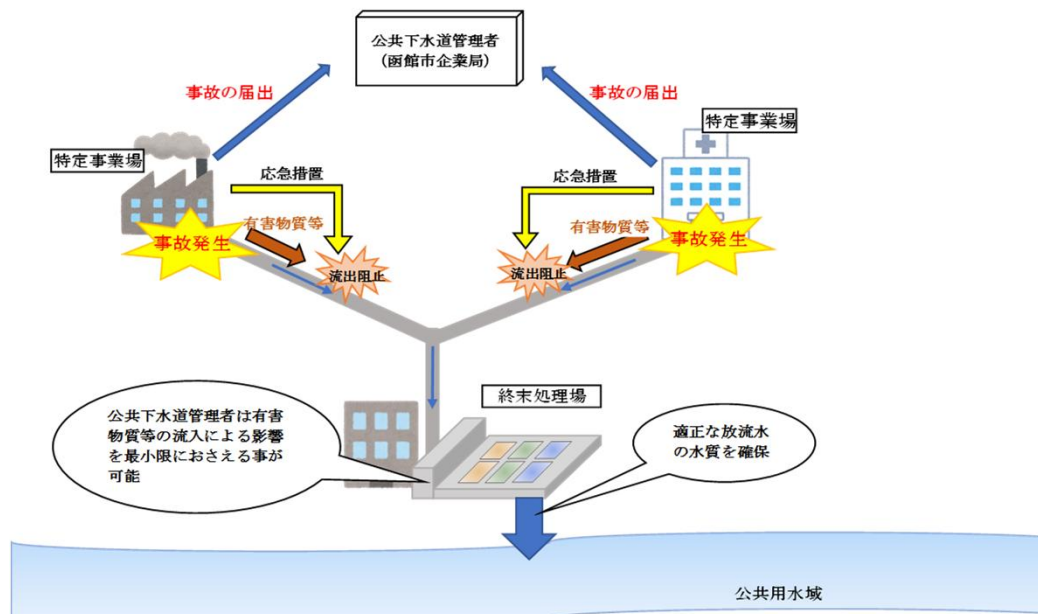 公共下水道管理者
（函館市企業局）
事故の届出
事故の届出
特定事業場
特定事業場
応急措置
応急措置
有害物質等
有害物質等
事故発生
事故発生
流出阻止
流出阻止
終末処理場
公共下水道管理者は有害
物質等の流入による影響
を最小限におさえる事が
可能
適正な放流水
の水質を確保
公共用水域